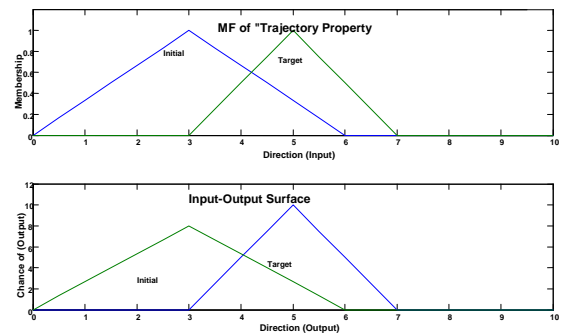 MF of "Trajectory Property
Initial
Target
Membership
1
0.8
0.6
0.4
0.2
0
0 1 2 3 4 5 6 7 8 9 10
Direction (Input)
Input-Output Surface
Initial
Target
Chance of (Output)
12
10
8
6
4
2
0
0 1 2 3 4 5 6 7 8 9 10
Direction (Output)